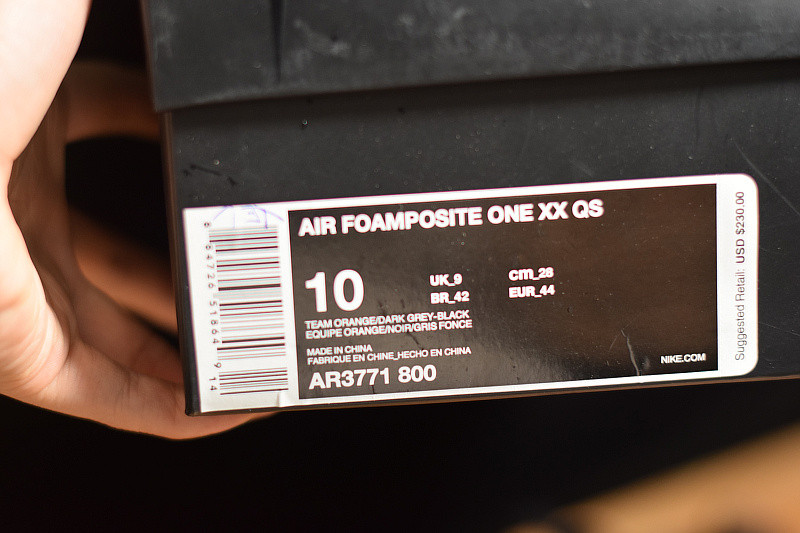 AIR FOAMPOSITE ONE XX QS
10
UK_9
cm_28
BR_42
EUR_44
TEAM ORANGE/DARK GREY-BLACK
EQUIPE ORANGE/NOIR/GRIS FONCE
MADE IN CHINA
FABRIQUE EN CHINE_HECHO EN CHINA
AR3771 800
NIKE.COM
Suggested Retail: USD $230.00